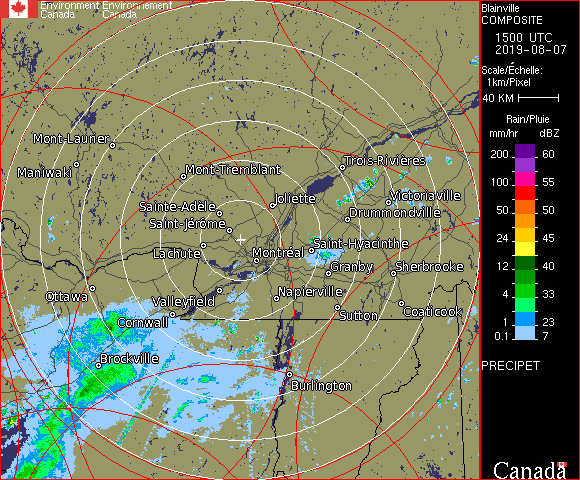 Environment Environnement
Canada Canada
Mont-Laurier
Maniwaki
Mont-Tremblant
Trois-Rivières
Sainte-Adèle
Joliette
Victoriaville
Drummondville
Saint-Jérôme
Lachute
Montréal
Saint-Hyacinthe
Granby
Sherbrooke
Ottawa
Valleyfield
Napierville
Cornwall
Sutton
Coaticook
Brockville
Burlington
Blainville
COMPOSITE
1500 UTC
2019-08-07
Scale/Échelle:
1km/Pixel
40 KM
Rain/Pluie
mm/hr dBZ
200 60
150 57
100 55
50 50
24 45
12 40
4 33
1 23
0.1 7
PRECIPET
Canada